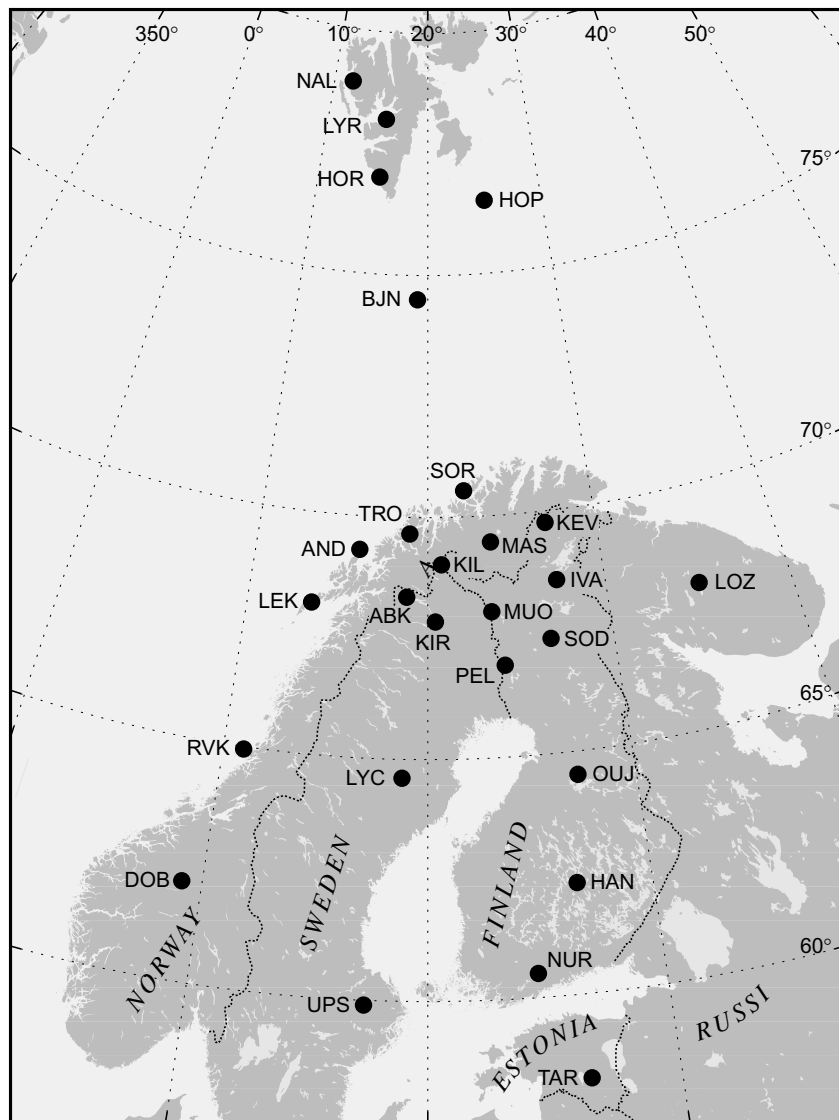 350° 0° 10° 20° 30° 40° 50°
NAL
LYR
75°
HOR
HOP
BJN
70°
SOR
TRO
KEV
AND
MAS
KIL
IVA
LOZ
LEK
ABK
MUO
KIR
SOD
PEL
65°
RVK
LYC
OUJ
DOB
HAN
SWEDEN
FINLAND
NORWAY
60°
NUR
UPS
RUSSI
ESTONIA
TAR